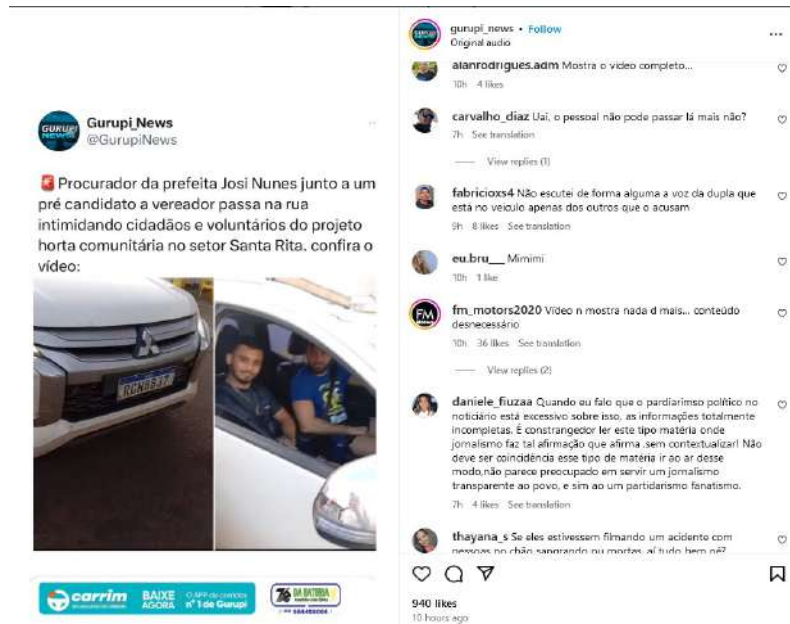 Gurupi_News
@GurupiNews
🚨 Procurador da prefeita Josi Nunes junto a um
pré candidato a vereador passa na rua
intimidando cidadãos e voluntários do projeto
horta comunitária no setor Santa Rita. confira o
vídeo:
carrim
BAIXE
AGORA
n° 1 de Gurupi
DA BATERIA
gurupi_news • Follow
Original audio
alanrodrigues.adm Mostra o video completo...
10h 4 likes
carvalho_diaz Uai, o pessoal não pode passar lá mais não?
7h See translation
View replies (1)
fabricioxs4 Não escutei de forma alguma a voz da dupla que
está no veiculo apenas dos outros que o acusam
9h 8 likes See translation
eu.bru___ Mimimi
10h 1 like
fm_motors2020 Vídeo n mostra nada d mais... conteúdo
desnecessário
10h 36 likes See translation
View replies (2)
daniele_fiuzaa Quando eu falo que o pardiarimso político no
noticiário está excessivo sobre isso, as informações totalmente
incompletas. É constrangedor ler este tipo matéria onde
jornalismo faz tal afirmação que afirma .sem contextualizar! Não
deve ser coincidência esse tipo de matéria ir ao ar desse
modo,não parece preocupado em servir um jornalismo
transparente ao povo, e sim ao um partidarismo fanatismo.
7h 4 likes See translation
thayana_s Se eles estivessem filmando um acidente com
pessoas no chão sangrando ou mortas, aí tudo bem né?
940 likes
10 hours ago